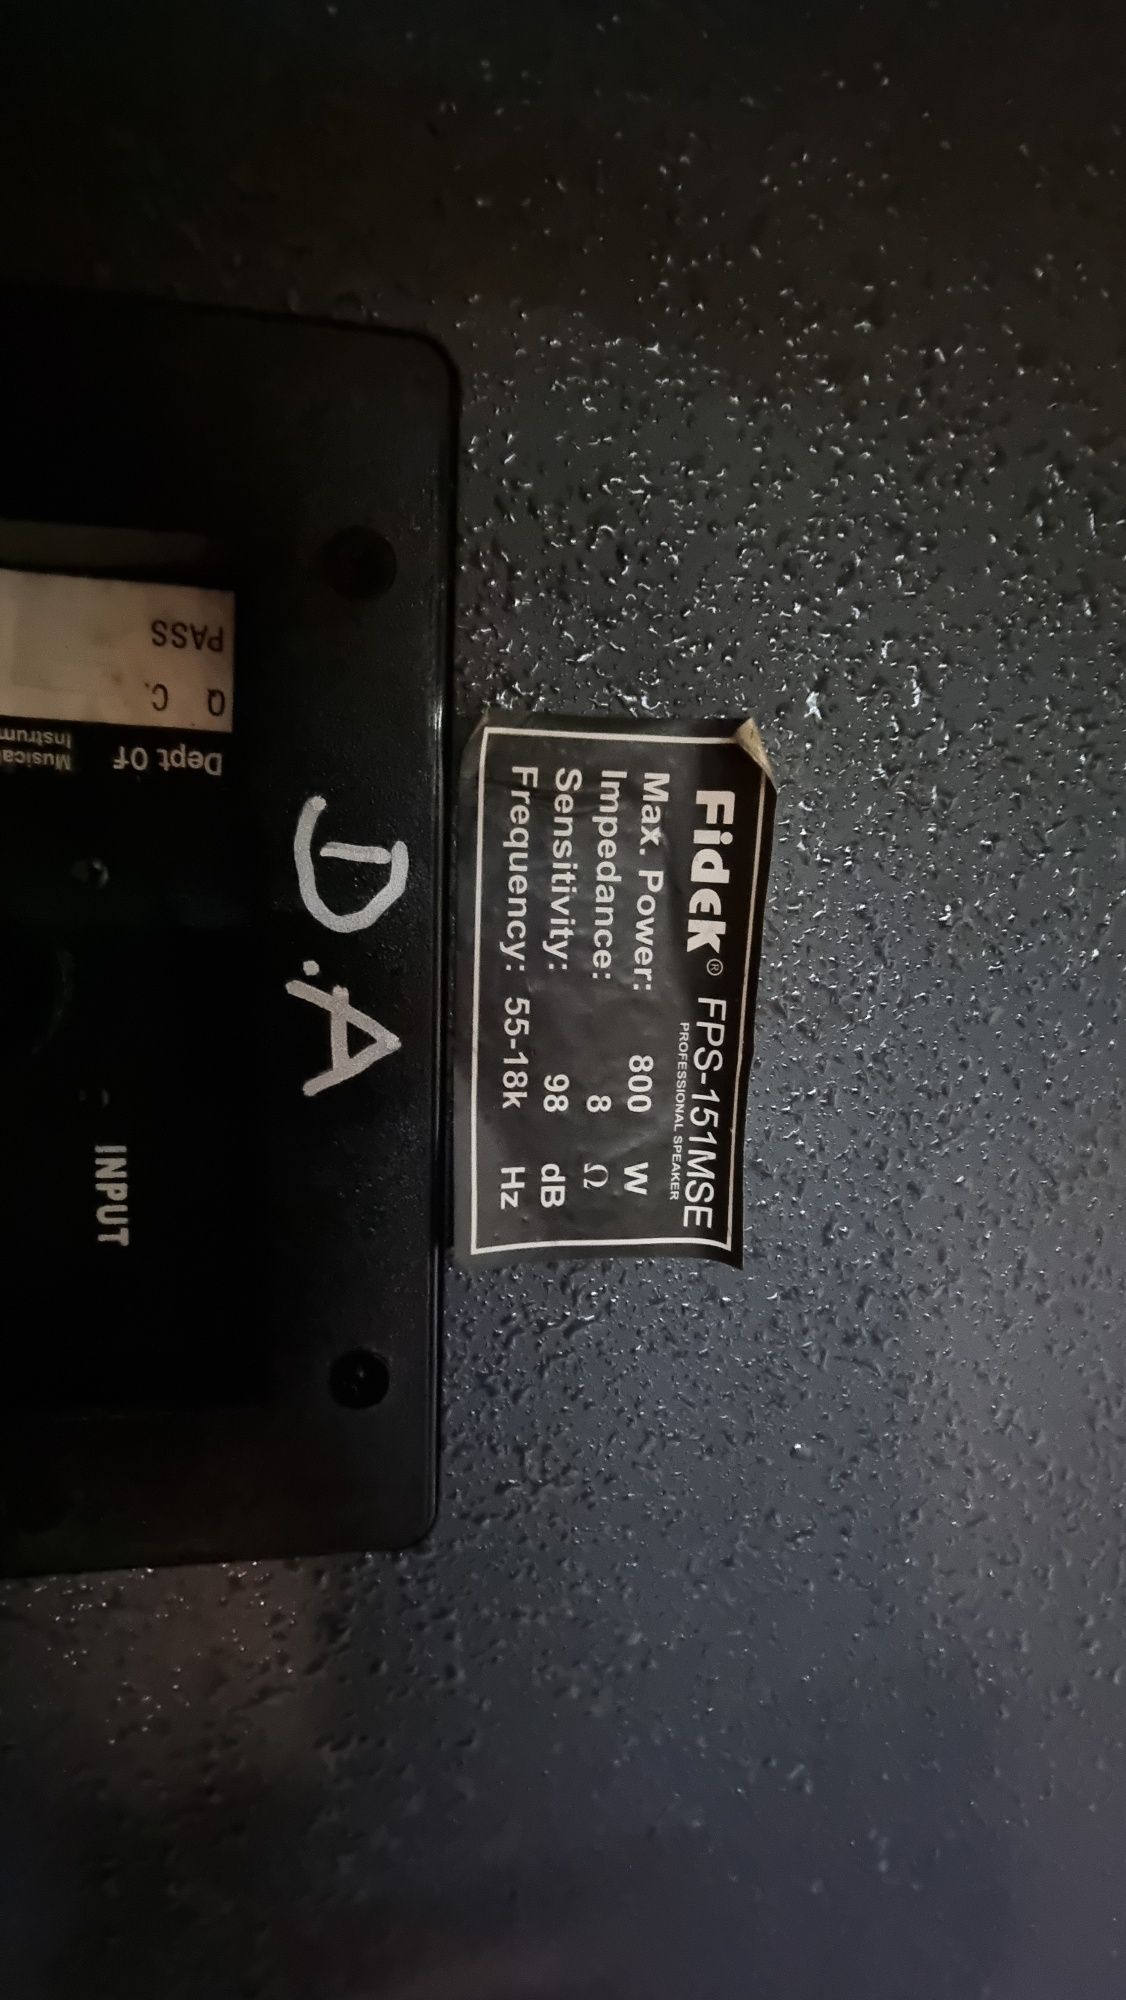 Fidek® FPS-151MSE
PROFESSIONAL SPEAKER
Max. Power: 800 W
Impedance: 8 Ω
Sensitivity: 98 dB
Frequency: 55-18k Hz
D.A
INPUT
Dept Of
Q C.
PASS